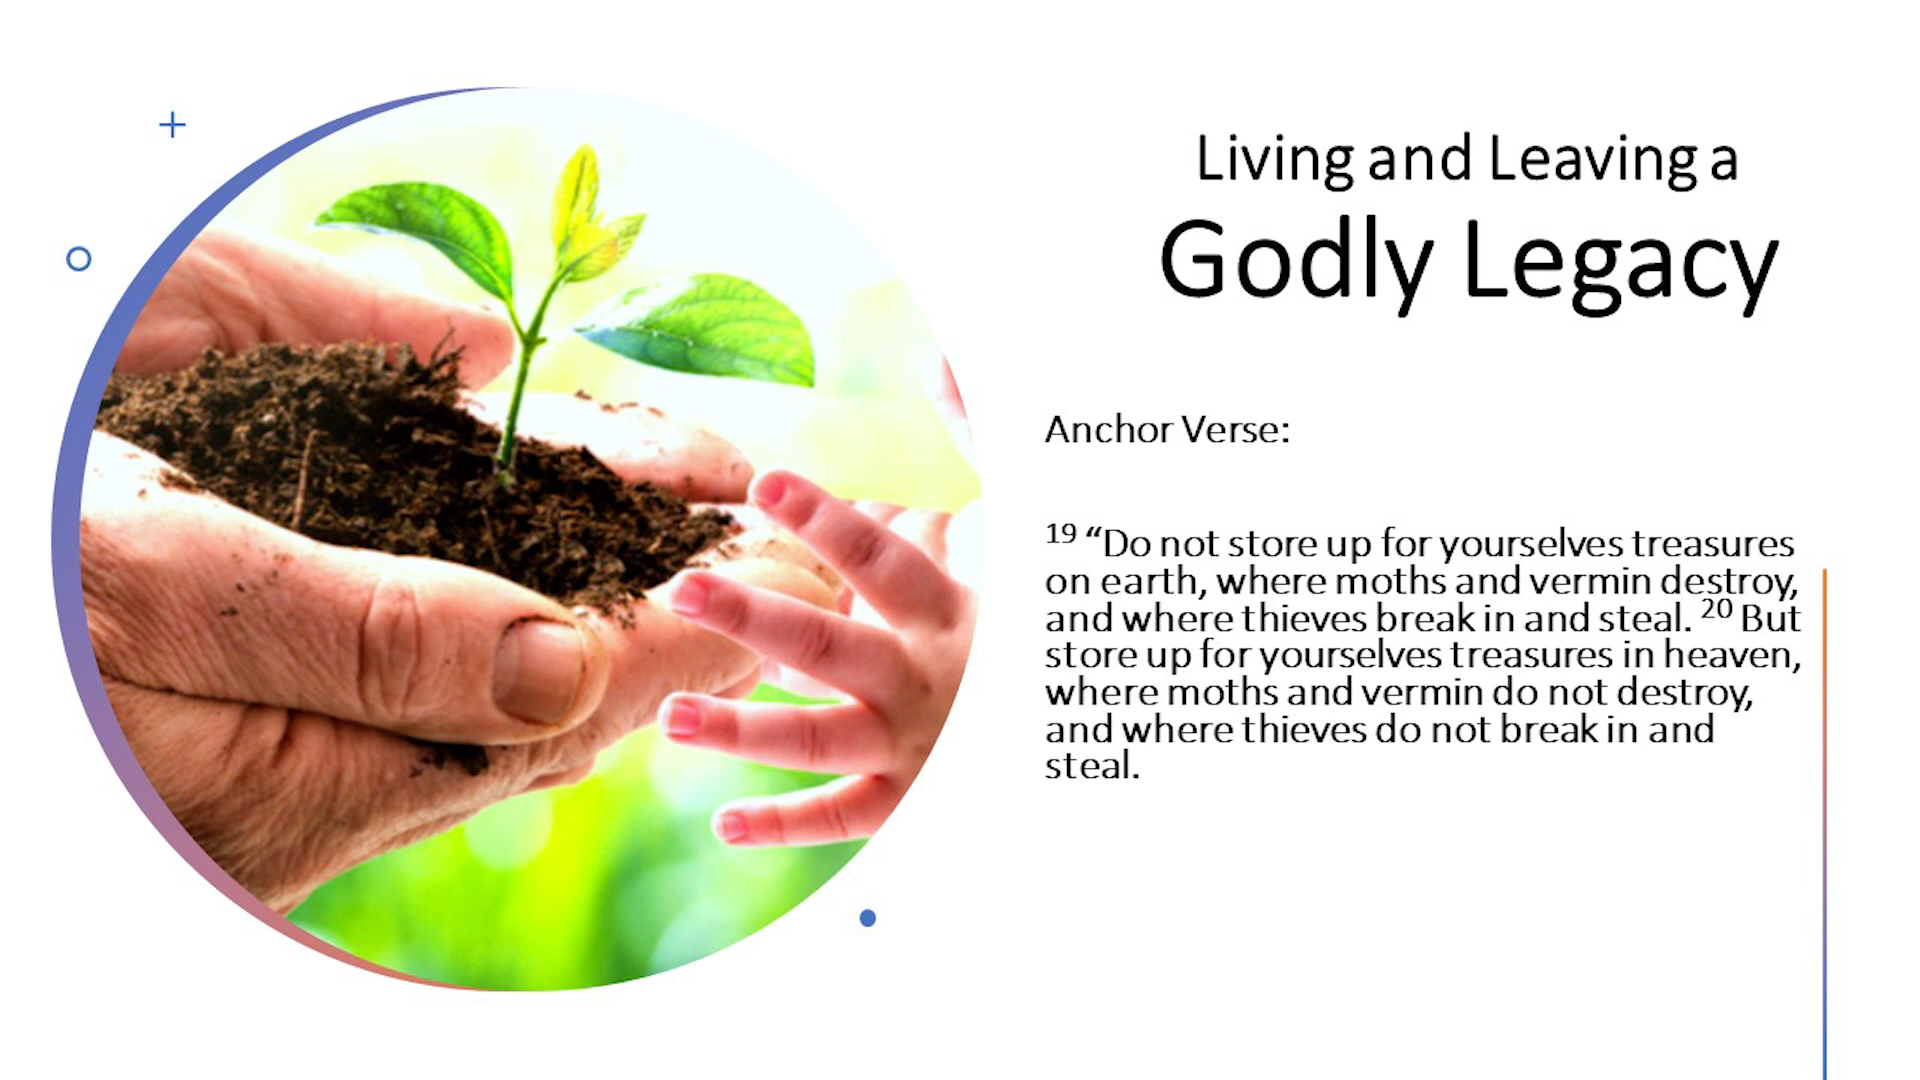 Living and Leaving a
Godly Legacy
Anchor Verse:
19 “Do not store up for yourselves treasures
on earth, where moths and vermin destroy,
and where thieves break in and steal. 20 But
store up for yourselves treasures in heaven,
where moths and vermin do not destroy,
and where thieves do not break in and
steal.